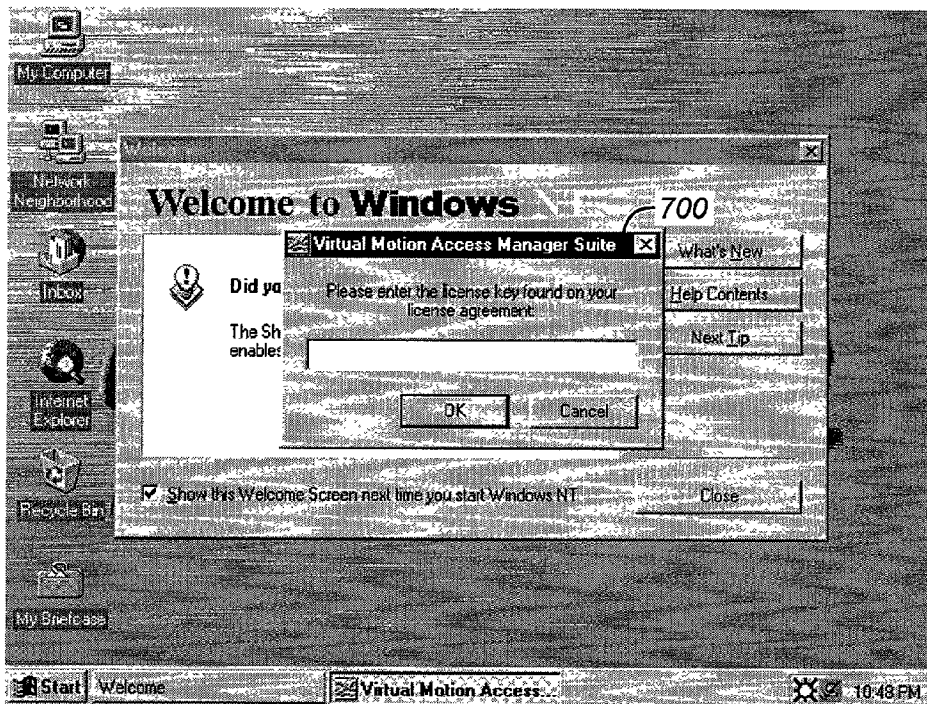 My Computer
Network
Neighborhood
Inbox
Internet
Explorer
Recycle Bin
My Briefcase
Welcome
Welcome to Windows
700
Virtual Motion Access Manager Suite
Please enter the license key found on your
license agreement:
OK
Cancel
Did yo
The Sh
enables
What's New
Help Contents
Next Tip
Show this Welcome Screen next time you start Windows NT
Close
Start
Welcome
Virtual Motion Access...
10:48 PM